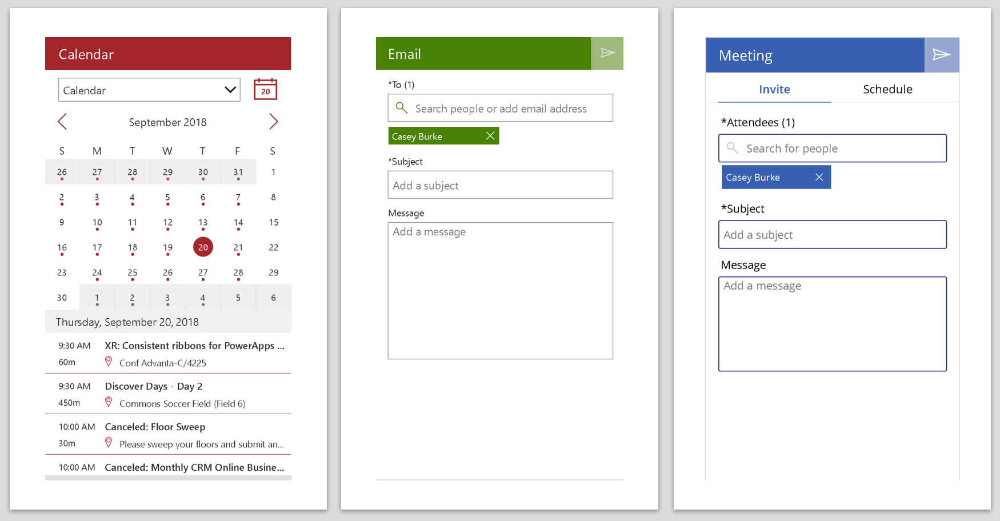 Calendar
Calendar
20
September 2018
S M T W T F S
26 27 28 29 30 31 1
2 3 4 5 6 7 8
9 10 11 12 13 14 15
16 17 18 19 20 21 22
23 24 25 26 27 28 29
30 1 2 3 4 5 6
Thursday, September 20, 2018
9:30 AM XR: Consistent ribbons for PowerApps ...
60m Conf Advanta-C/4225
9:30 AM Discover Days - Day 2
450m Commons Soccer Field (Field 6)
10:00 AM Canceled: Floor Sweep
30m Please sweep your floors and submit an...
10:00 AM Canceled: Monthly CRM Online Busine...
Email
*To (1)
Search people or add email address
Casey Burke
*Subject
Add a subject
Message
Add a message
Meeting
Invite Schedule
*Attendees (1)
Search for people
Casey Burke
*Subject
Add a subject
Message
Add a message